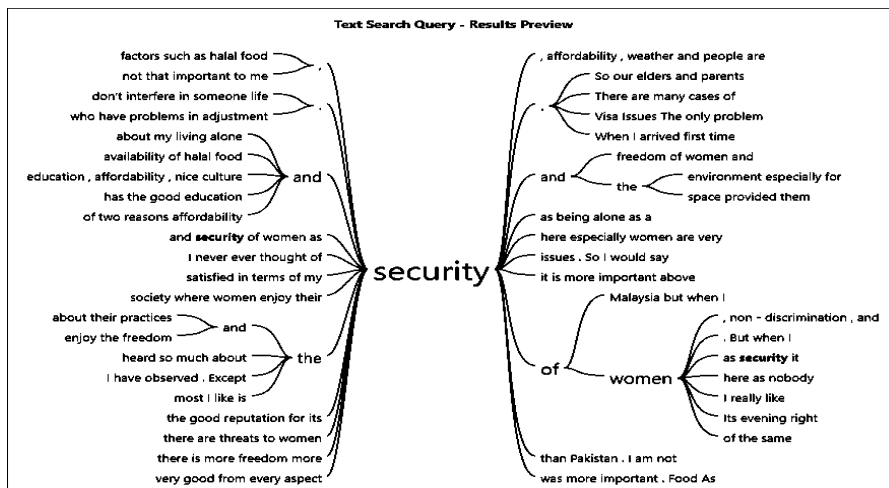 Text Search Query - Results Preview
factors such as halal food
not that important to me
,
don't interfere in someone life
who have problems in adjustment
.
about my living alone
availability of halal food
education , affordability , nice culture
has the good education
of two reasons affordability
and
and security of women as
I never ever thought of
satisfied in terms of my
society where women enjoy their
about their practices
enjoy the freedom
and
heard so much about
I have observed . Except
most I like is
the
the good reputation for its
there are threats to women
there is more freedom more
very good from every aspect
security
, affordability , weather and people are
.
So our elders and parents
There are many cases of
Visa Issues The only problem
When I arrived first time
and
freedom of women and
the
environment especially for
space provided them
as being alone as a
here especially women are very
issues . So I would say
it is more important above
of
Malaysia but when I
women
, non - discrimination , and
. But when I
as security it
here as nobody
I really like
Its evening right
of the same
than Pakistan . I am not
was more important . Food As